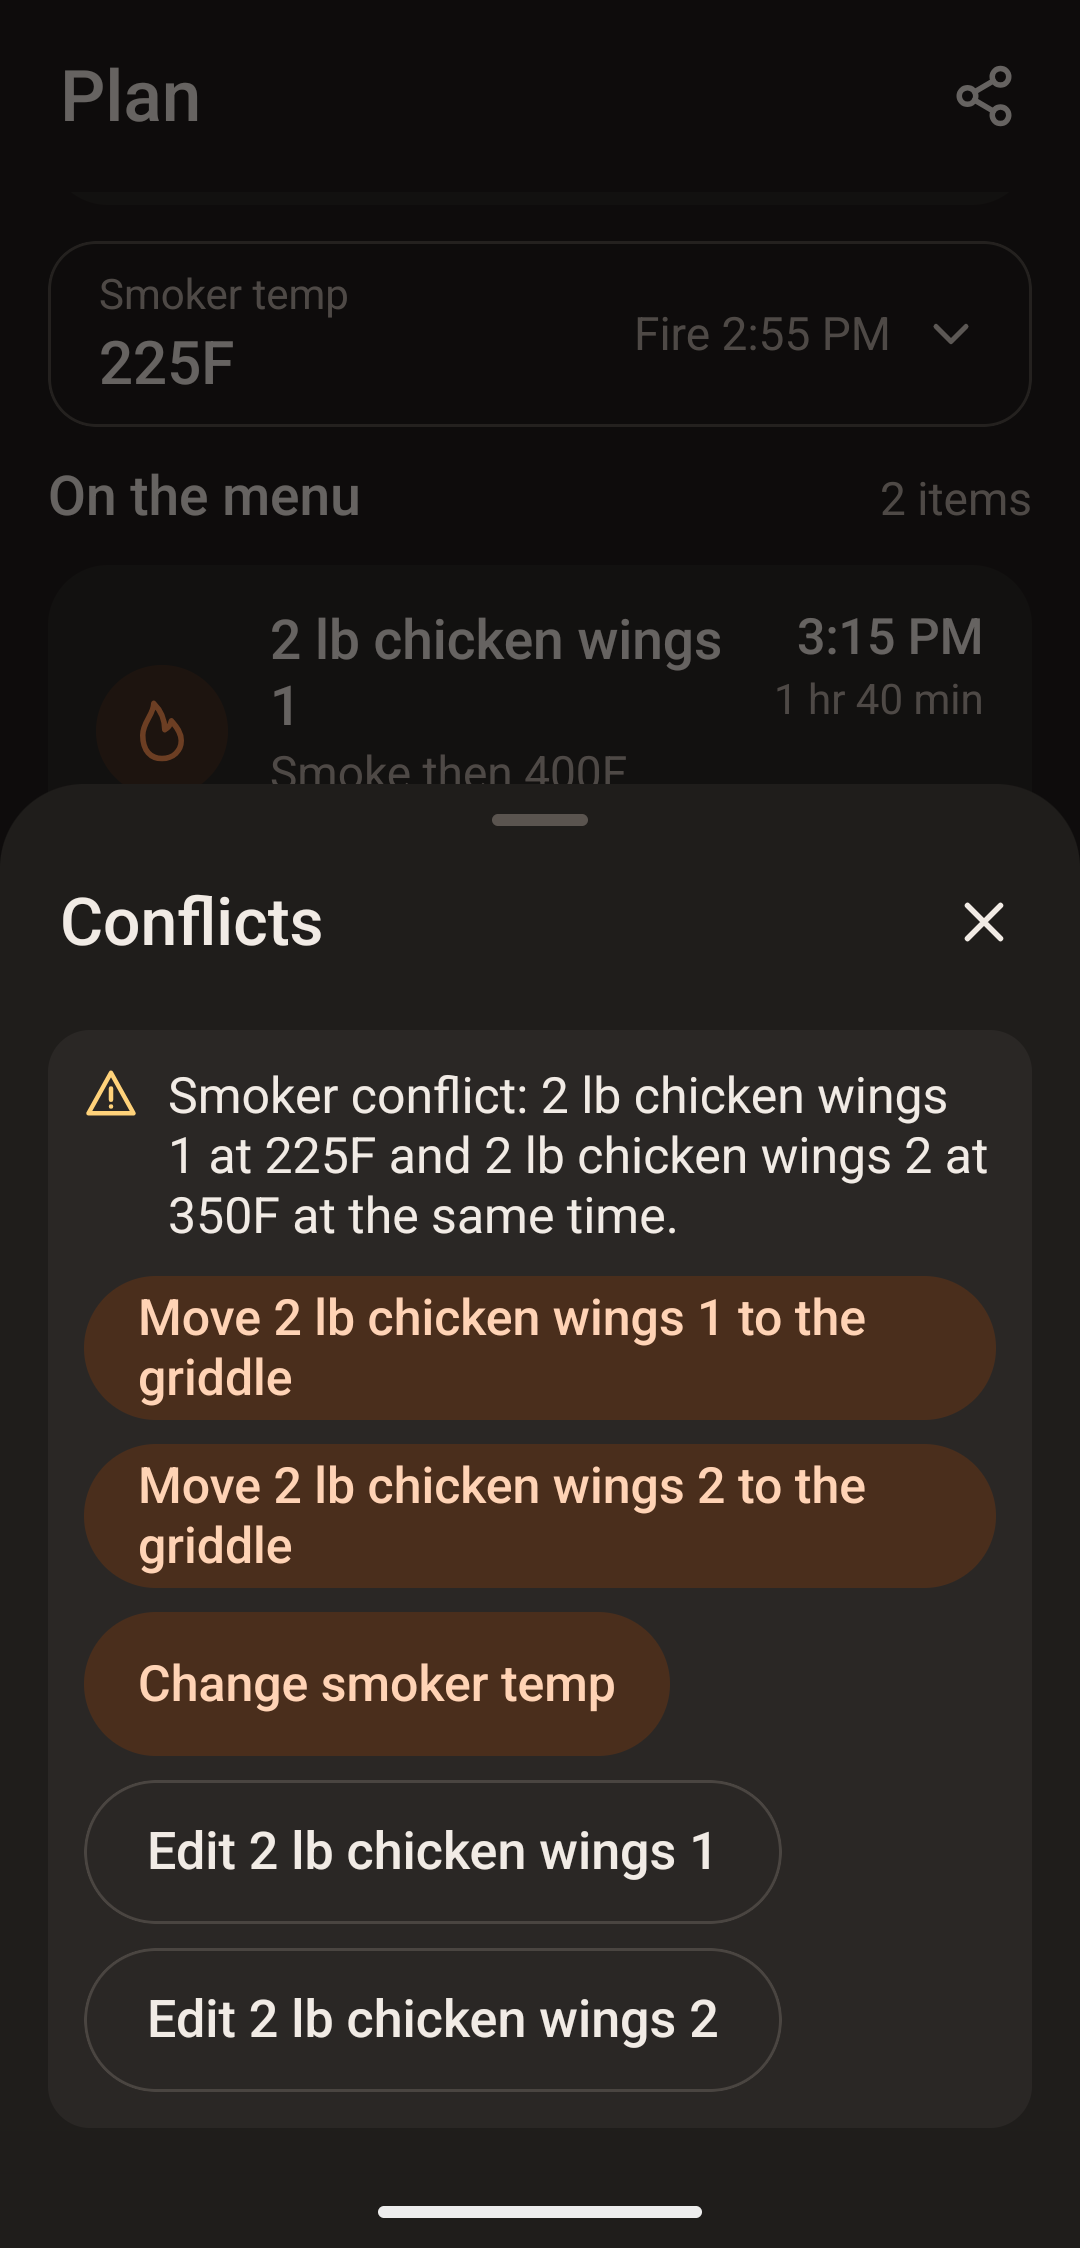 Plan
Smoker temp
225F
Fire 2:55 PM
On the menu
2 items
2 lb chicken wings
1
3:15 PM
1 hr 40 min
Smoke then 400F
Conflicts
Smoker conflict: 2 lb chicken wings
1 at 225F and 2 lb chicken wings 2 at
350F at the same time.
Move 2 lb chicken wings 1 to the
griddle
Move 2 lb chicken wings 2 to the
griddle
Change smoker temp
Edit 2 lb chicken wings 1
Edit 2 lb chicken wings 2